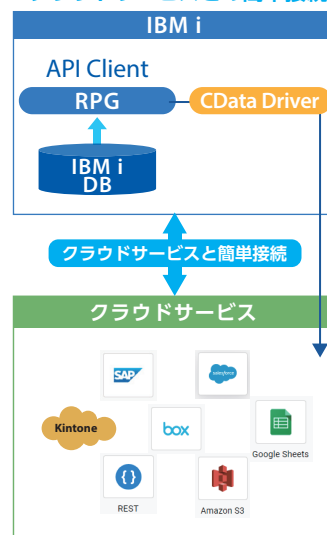 IBM i
API Client
RPG
CData Driver
IBM i
DB
クラウドサービスと簡単接続
クラウドサービス
SAP
salesforce
Kintone
box
Google Sheets
{ }
REST
Amazon S3